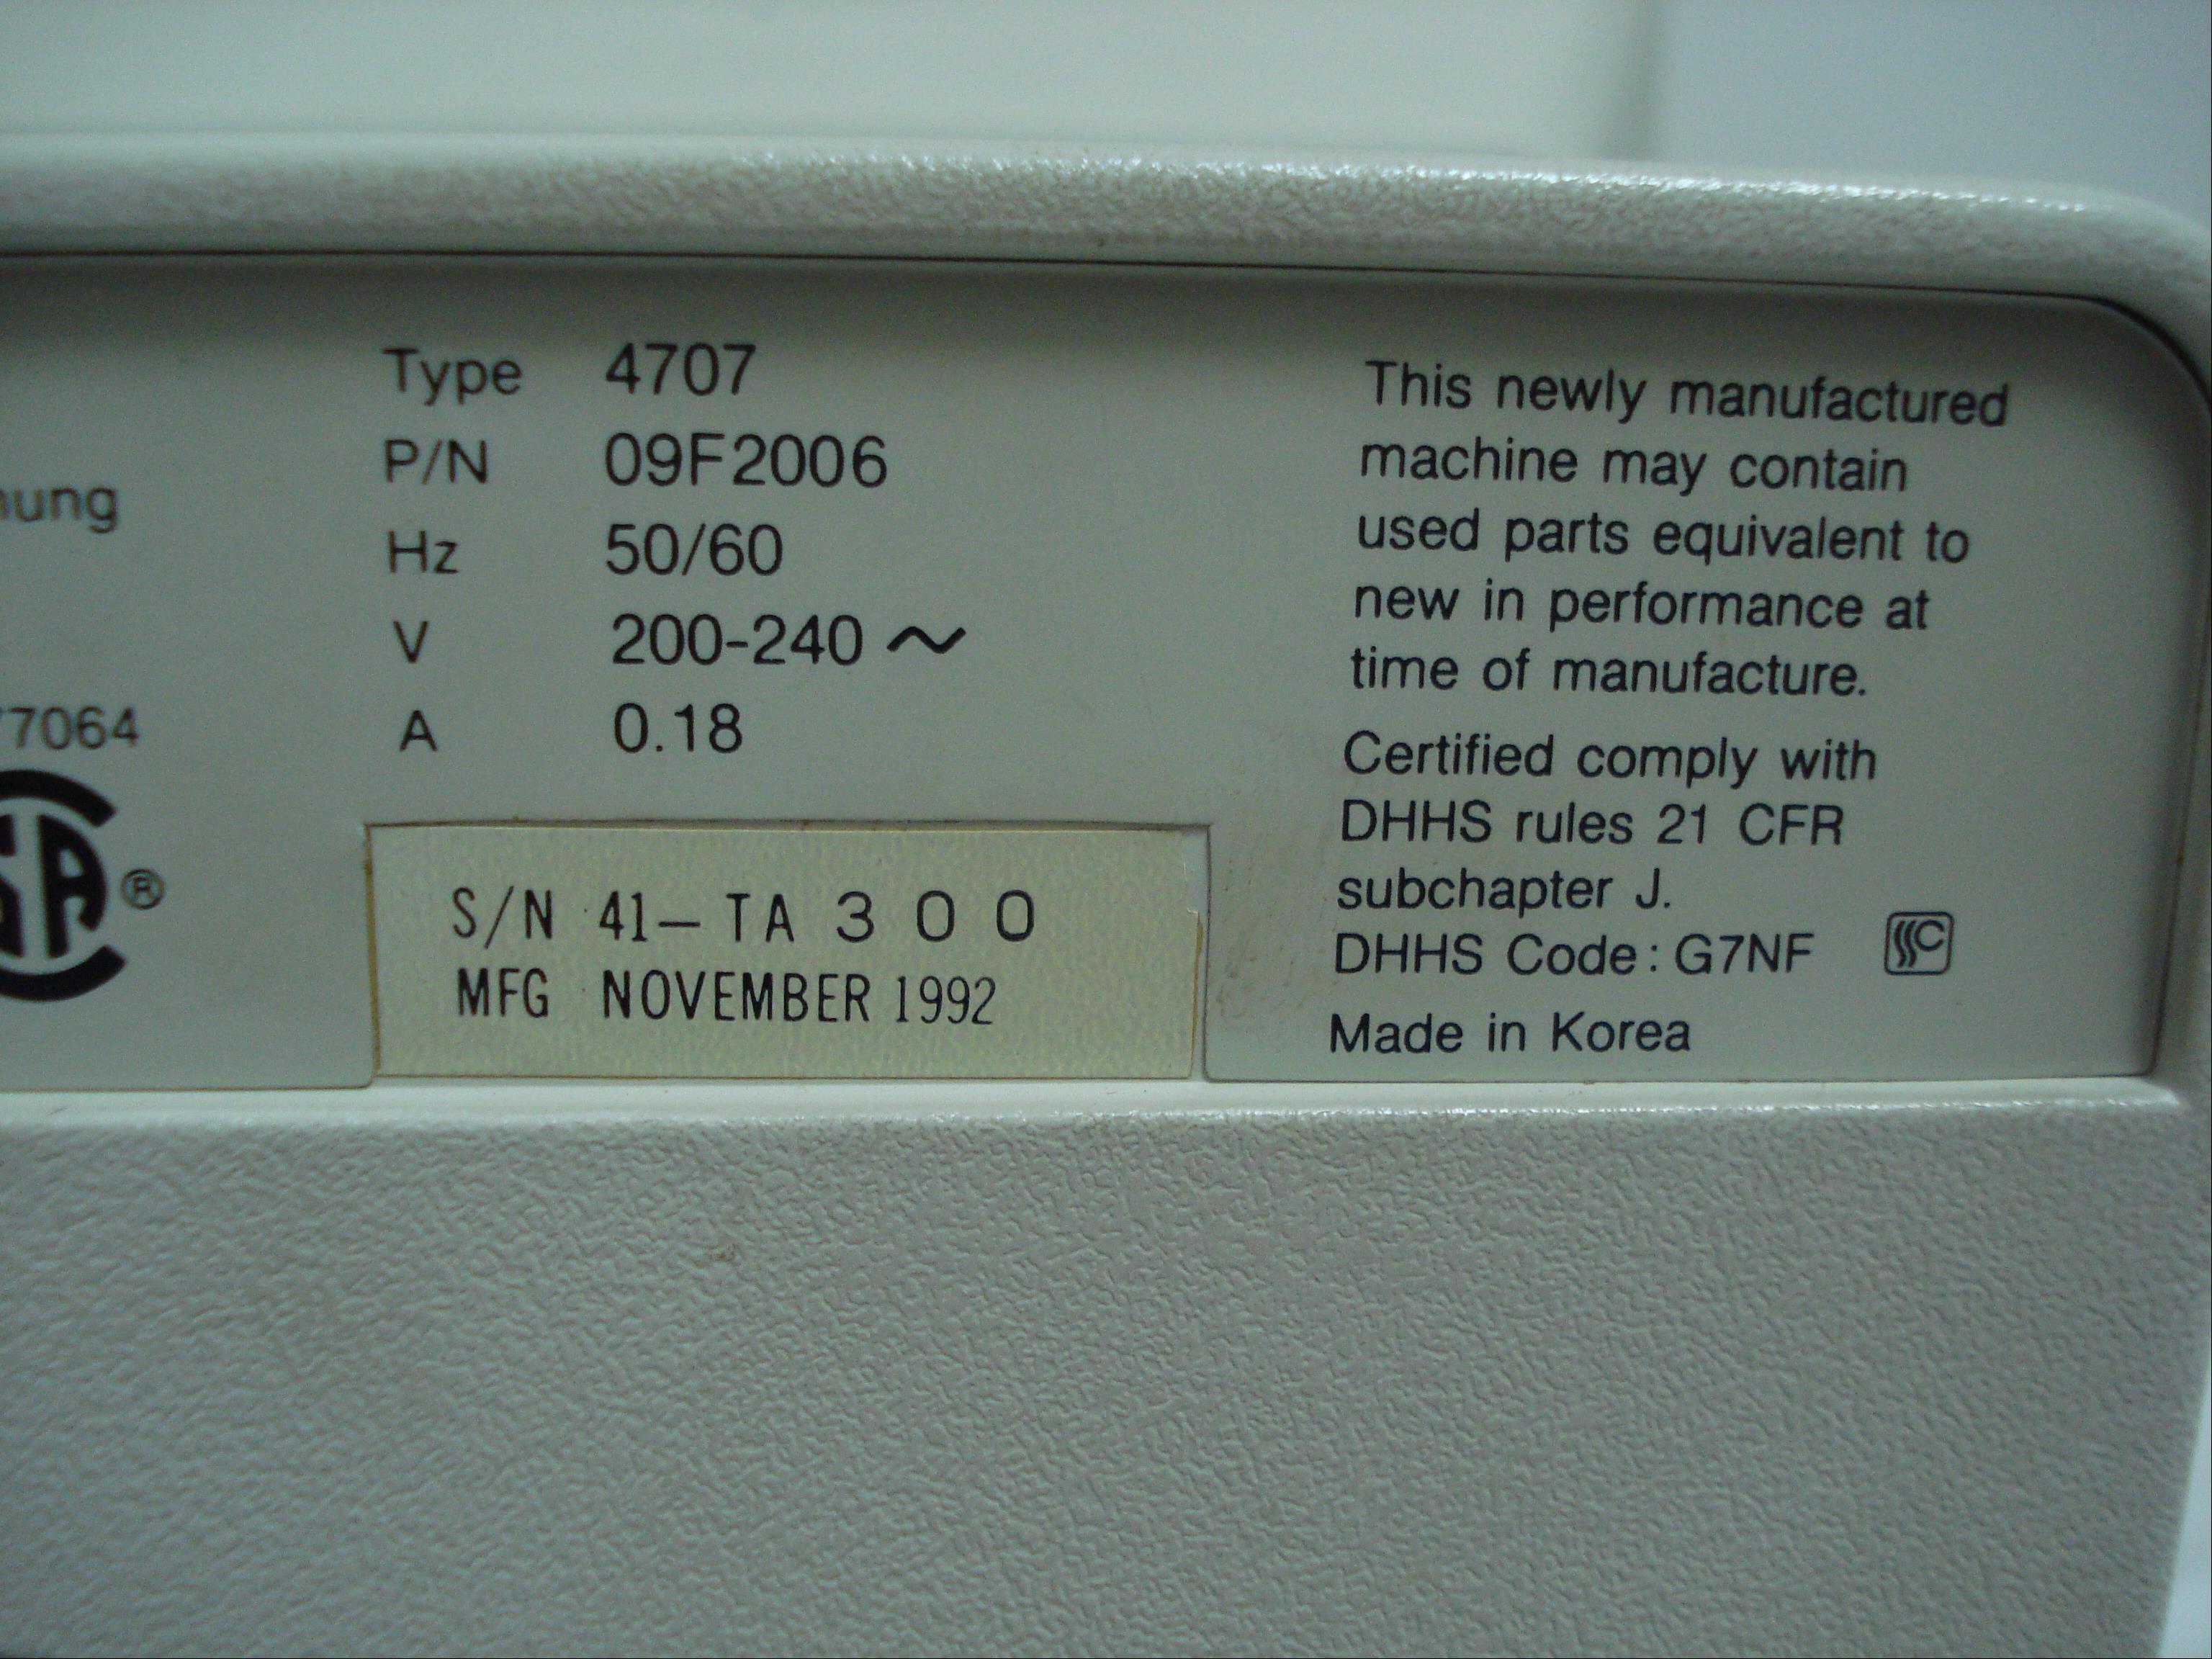 Type 4707
P/N 09F2006
Hz 50/60
V 200-240 ~
A 0.18
S/N 41-TA 3 0 0
MFG NOVEMBER 1992
This newly manufactured
machine may contain
used parts equivalent to
new in performance at
time of manufacture.
Certified comply with
DHHS rules 21 CFR
subchapter J.
DHHS Code: G7NF
Made in Korea